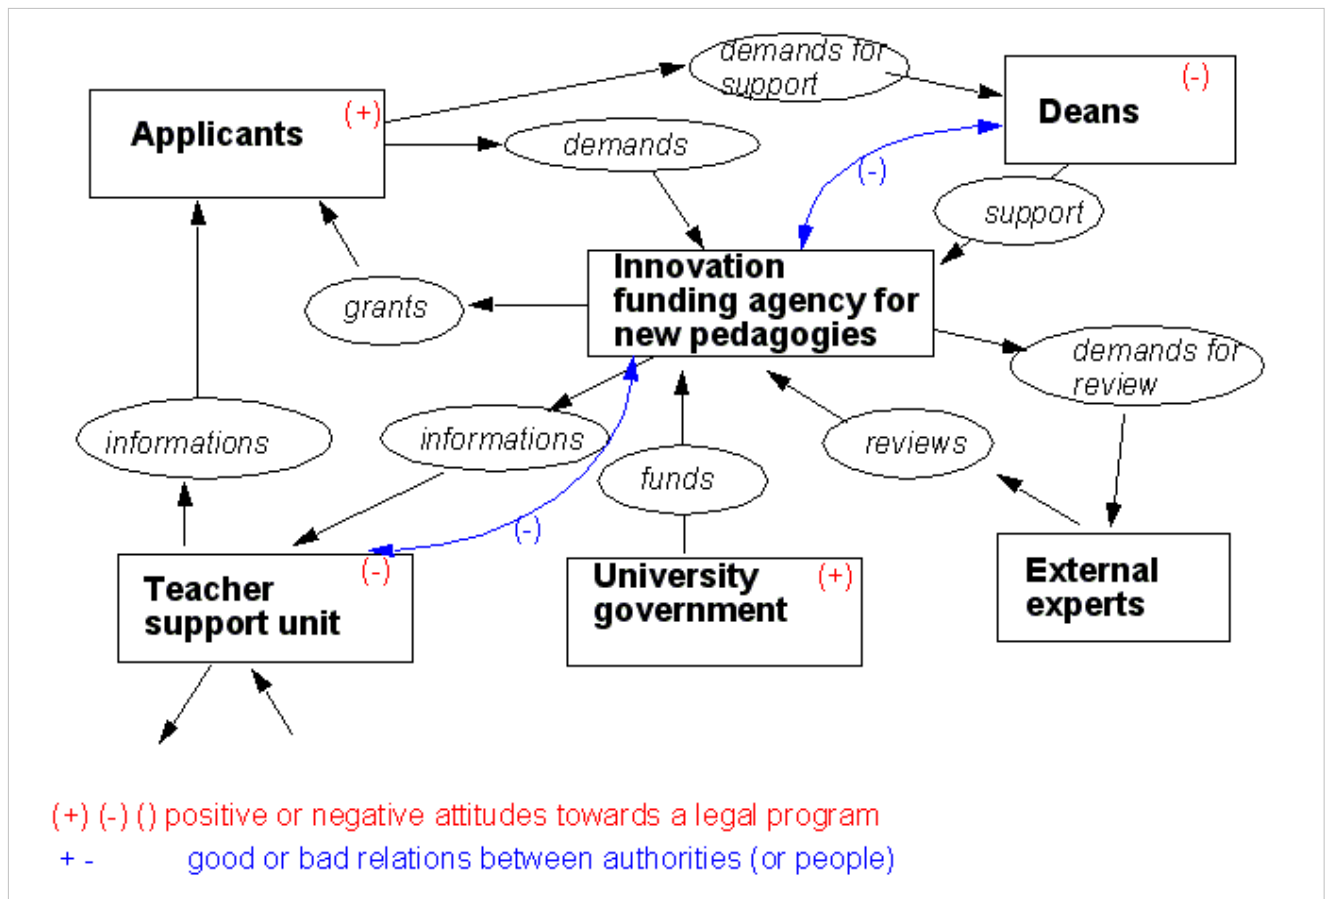 demands for
support
(-)
Deans
(+)
Applicants
demands
(-)
support
Innovation
funding agency for
new pedagogies
grants
demands for
review
informations
informations
reviews
funds
(-)
(-)
Teacher
support unit
University
government
(+)
External
experts
(+) (-) () positive or negative attitudes towards a legal program
+ - good or bad relations between authorities (or people)